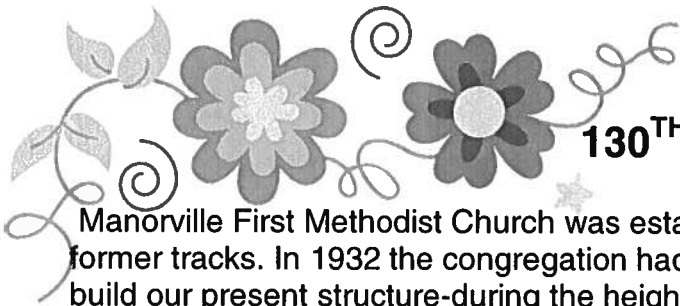 130TH
Manorville First Methodist Church was esta
former tracks. In 1932 the congregation had
build our present structure-during the heigh